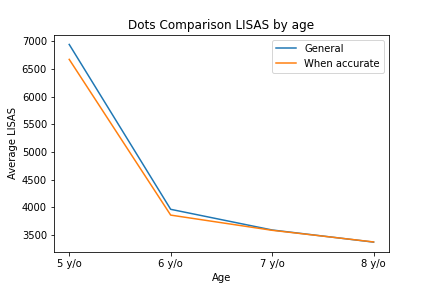 Dots Comparison LISAS by age
General
When accurate
7000
6500
6000
5500
5000
4500
4000
3500
Average LISAS
5 y/o 6 y/o 7 y/o 8 y/o
Age